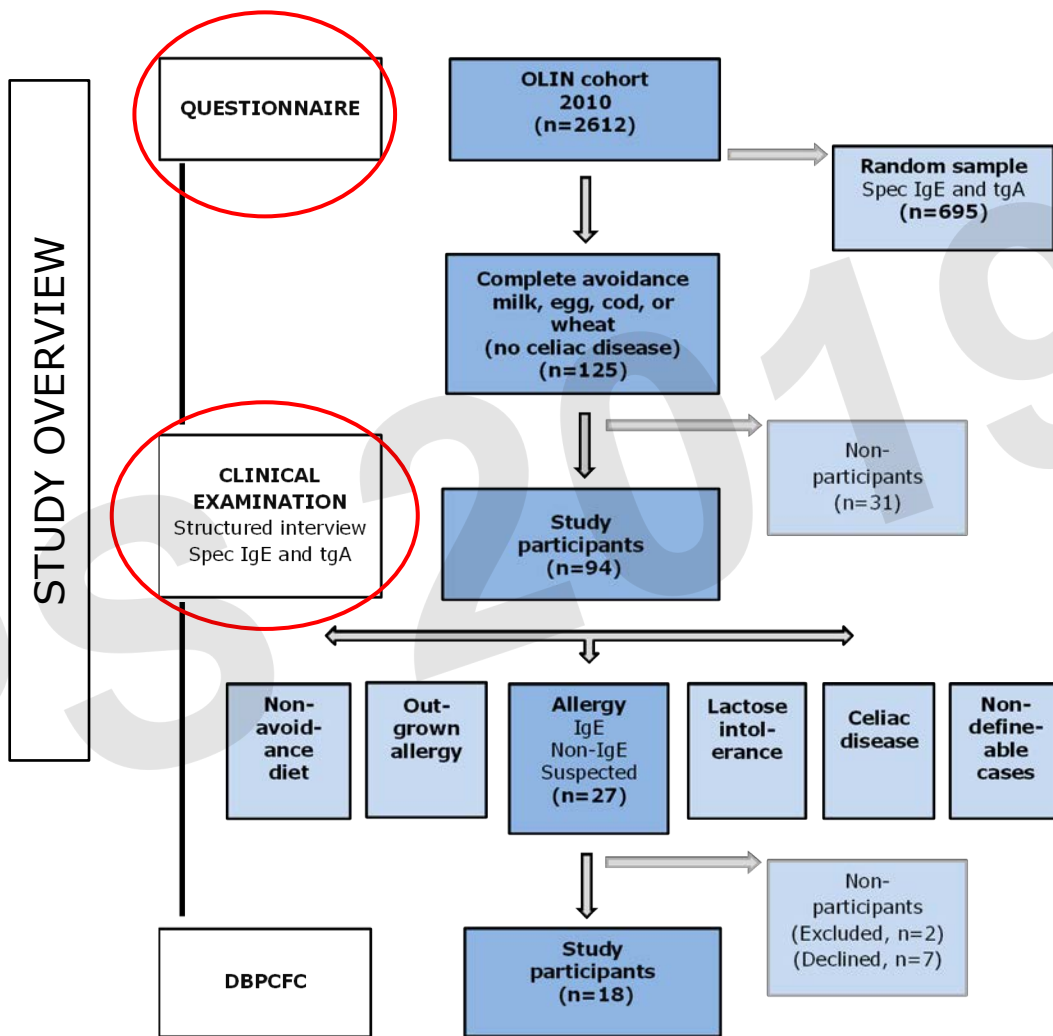 STUDY OVERVIEW
QUESTIONNAIRE
OLIN cohort
2010
(n=2612)
Random sample
Spec IgE and tgA
(n=695)
Complete avoidance
milk, egg, cod, or
wheat
(no celiac disease)
(n=125)
CLINICAL
EXAMINATION
Structured interview
Spec IgE and tgA
Non-
participants
(n=31)
Study
participants
(n=94)
Non-
avoid-
ance
diet
Out-
grown
allergy
Allergy
IgE
Non-IgE
Suspected
(n=27)
Lactose
intol-
erance
Celiac
disease
Non-
define-
able
cases
Non-
participants
(Excluded, n=2)
(Declined, n=7)
DBPCFC
Study
participants
(n=18)
S 2019